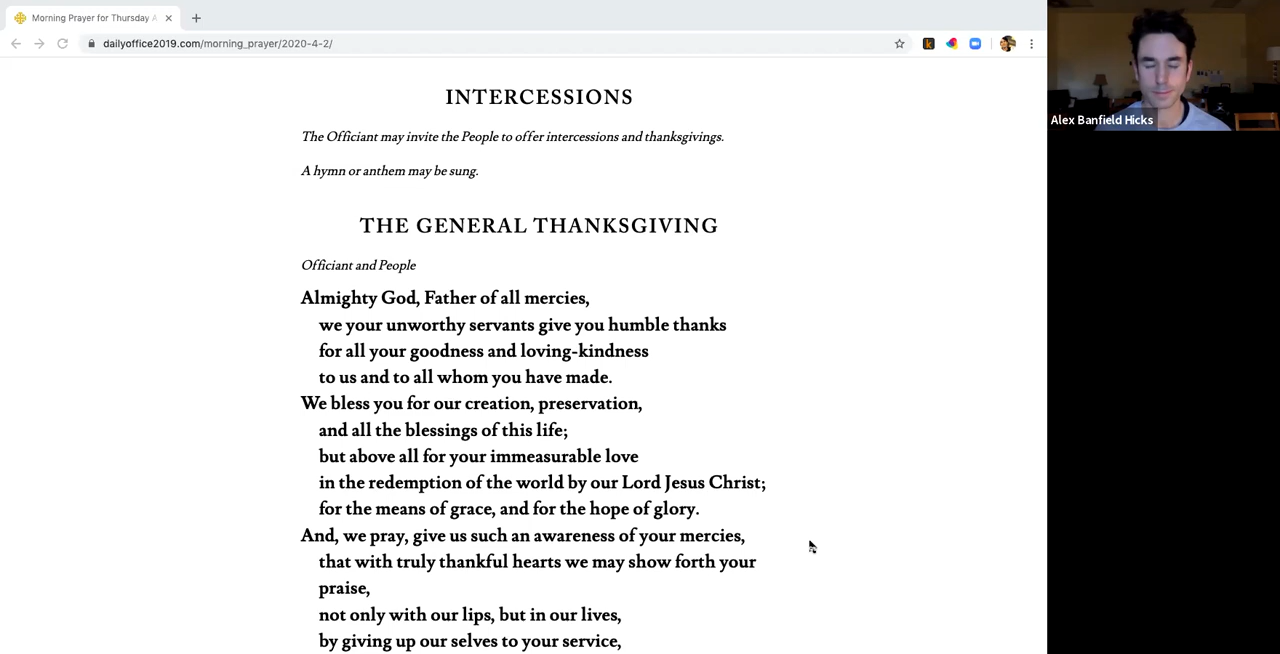 Morning Prayer for Thursday A
dailyoffice2019.com/morning_prayer/2020-4-2/
k
Alex Banfield Hicks
INTERCESSIONS
The Officiant may invite the People to offer intercessions and thanksgivings.
A hymn or anthem may be sung.
THE GENERAL THANKSGIVING
Officiant and People
Almighty God, Father of all mercies,
we your unworthy servants give you humble thanks
for all your goodness and loving-kindness
to us and to all whom you have made.
We bless you for our creation, preservation,
and all the blessings of this life;
but above all for your immeasurable love
in the redemption of the world by our Lord Jesus Christ;
for the means of grace, and for the hope of glory.
And, we pray, give us such an awareness of your mercies,
that with truly thankful hearts we may show forth your
praise,
not only with our lips, but in our lives,
by giving up our selves to your service,